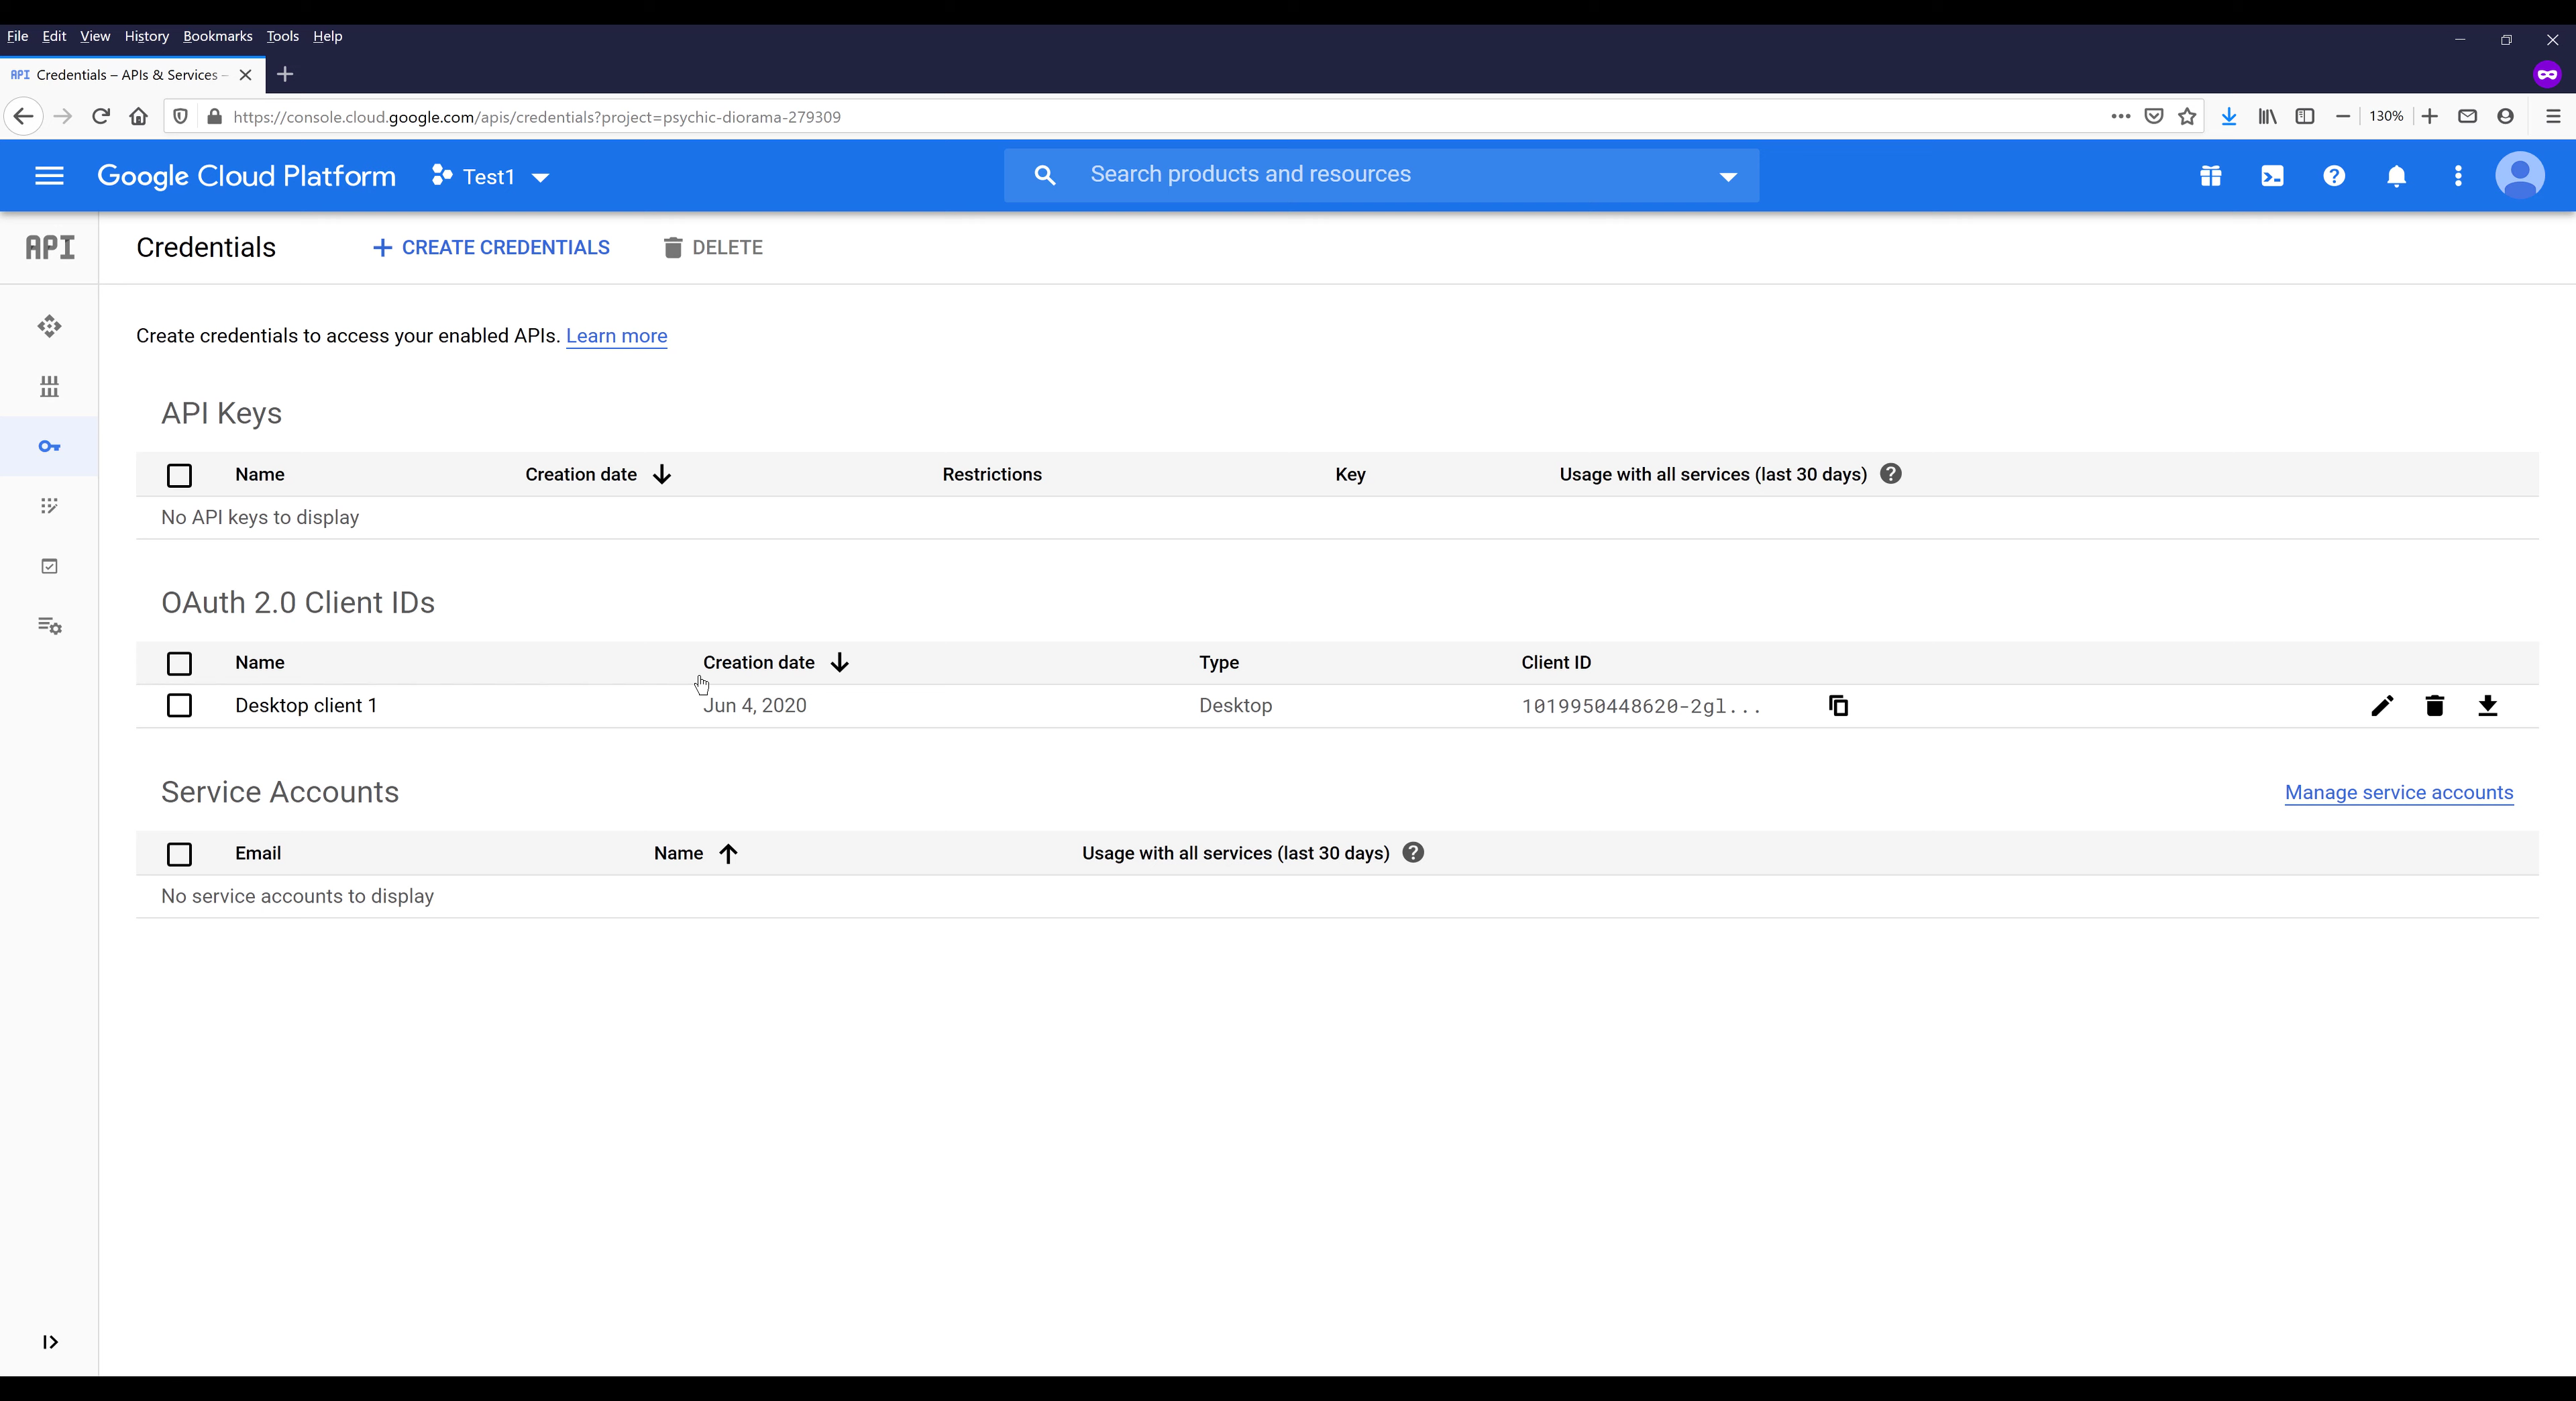 File Edit View History Bookmarks Tools Help
API Credentials – APIs & Services –
https://console.cloud.google.com/apis/credentials?project=psychic-diorama-279309
130%
Google Cloud Platform Test1 Search products and resources
API Credentials CREATE CREDENTIALS DELETE
Create credentials to access your enabled APIs. Learn more
API Keys
Name Creation date Restrictions Key Usage with all services (last 30 days)
No API keys to display
OAuth 2.0 Client IDs
Name Creation date Type Client ID
Desktop client 1 Jun 4, 2020 Desktop 1019950448620-2gl...
Service Accounts Manage service accounts
Email Name Usage with all services (last 30 days)
No service accounts to display